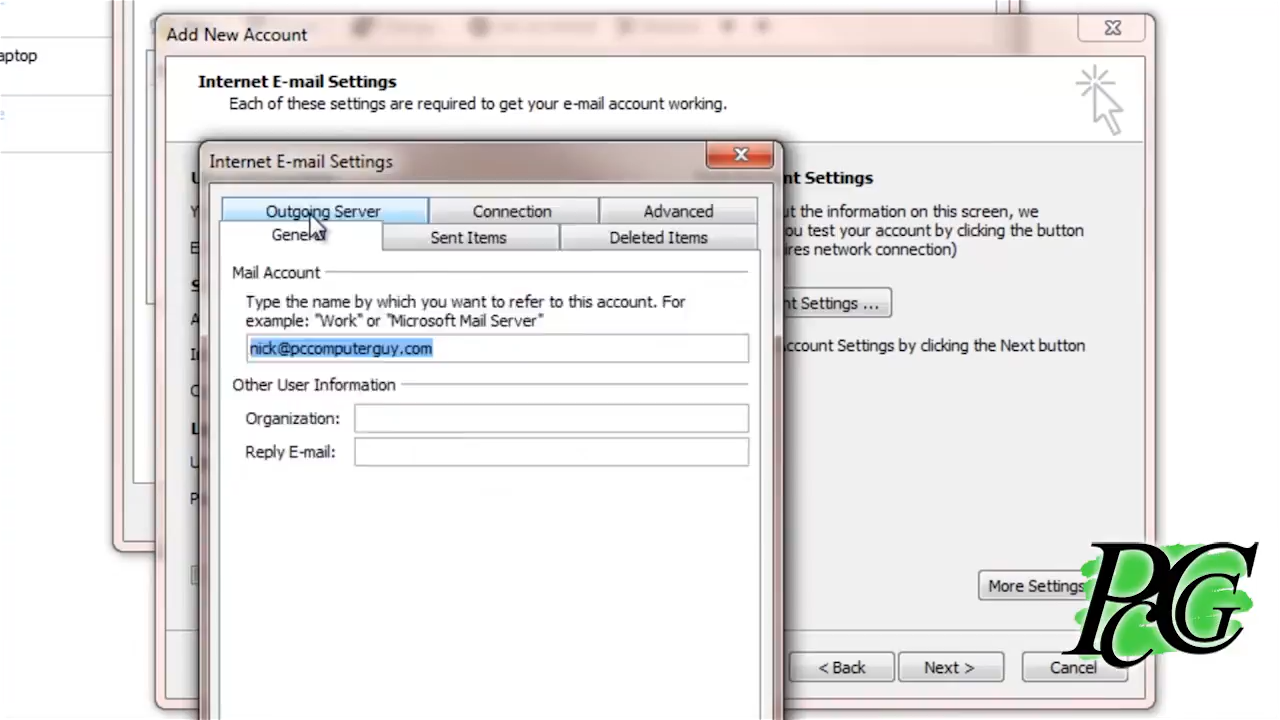 aptop
Add New Account
Internet E-mail Settings
Each of these settings are required to get your e-mail account working.
Internet E-mail Settings
nt Settings
Outgoing Server
Connection
Advanced
ut the information on this screen, we
General
Sent Items
Deleted Items
you test your account by clicking the button
ires network connection)
Mail Account
Type the name by which you want to refer to this account. For
example: "Work" or "Microsoft Mail Server"
nt Settings ...
nick@pccomputerguy.com
ccount Settings by clicking the Next button
Other User Information
Organization:
Reply E-mail:
More Settings
PCG
< Back
Next >
Cancel